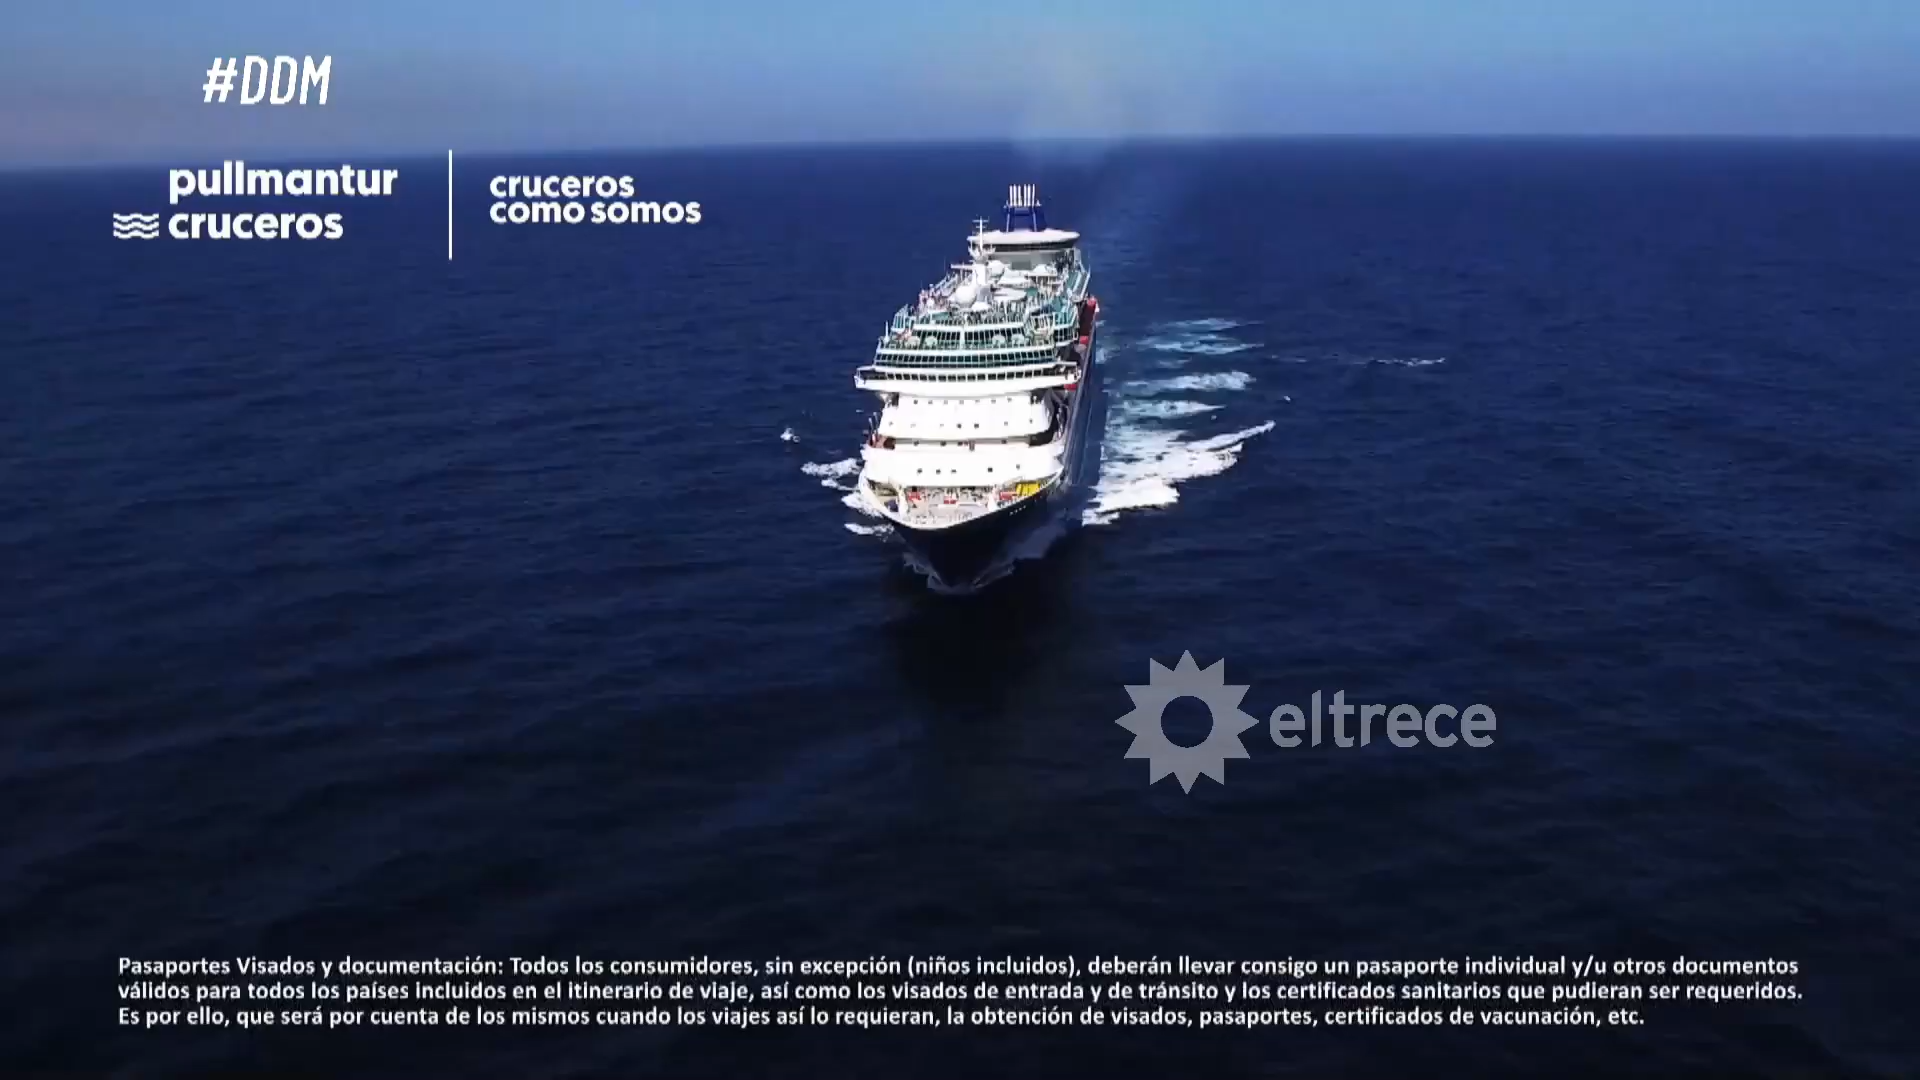 #DDM
pullmantur
cruceros
cruceros
como somos
eltrece
Pasaportes Visados y documentación: Todos los consumidores, sin excepción (niños incluidos), deberán llevar consigo un pasaporte individual y/u otros documentos
válidos para todos los países incluidos en el itinerario de viaje, así como los visados de entrada y de tránsito y los certificados sanitarios que pudieran ser requeridos.
Es por ello, que será por cuenta de los mismos cuando los viajes así lo requieran, la obtención de visados, pasaportes, certificados de vacunación, etc.